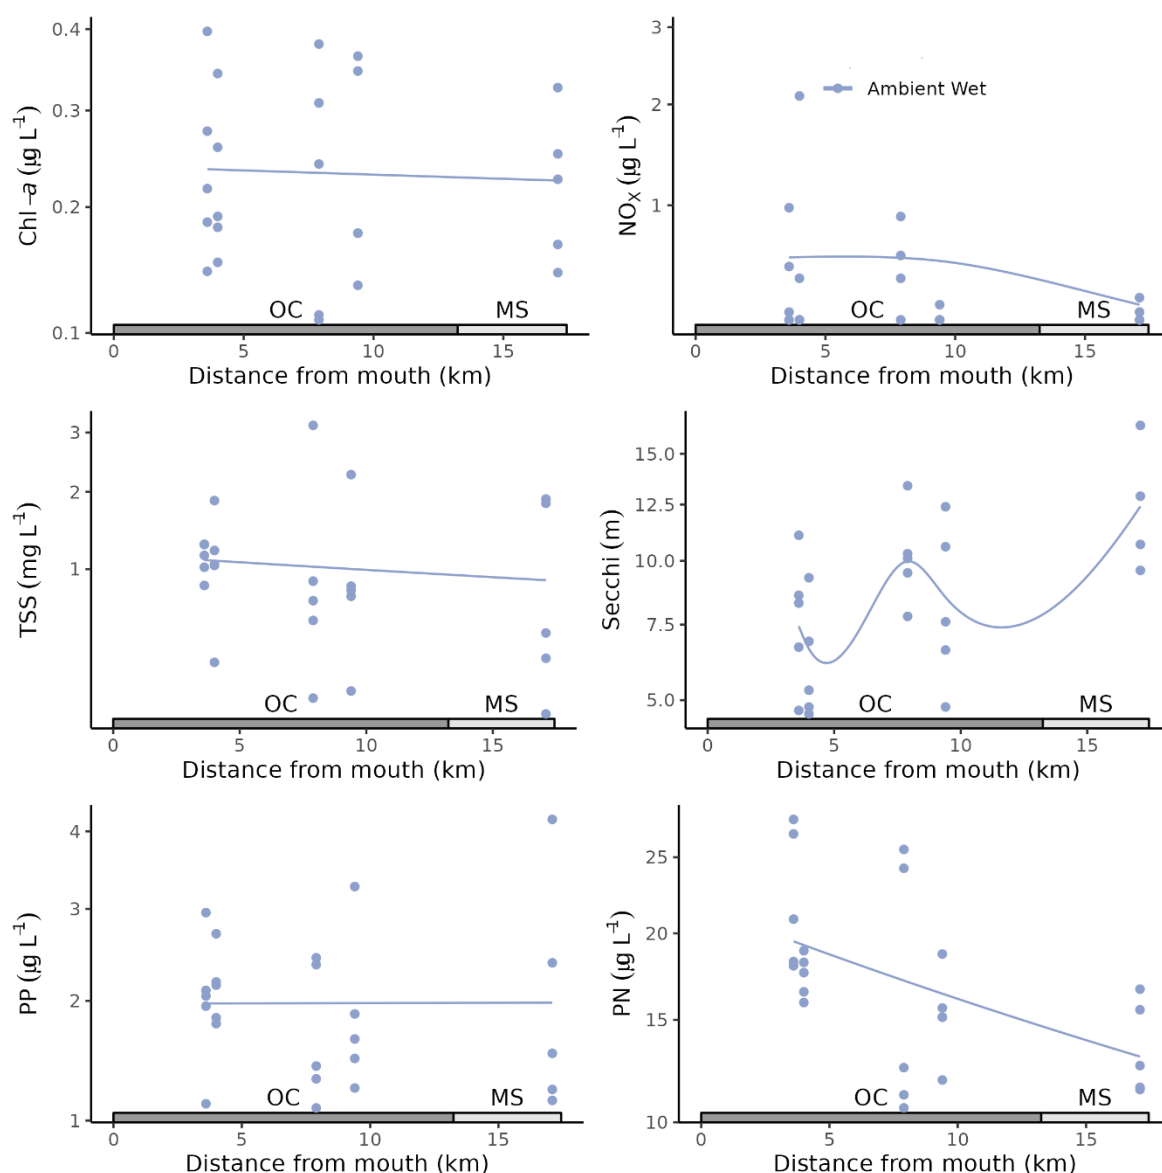 0.4
0.3
0.2
0.1
Chl−a (μg L⁻¹)
OC MS
0 5 10 15
Distance from mouth (km)
3
2
1
NOₓ (μg L⁻¹)
Ambient Wet
OC MS
0 5 10 15
Distance from mouth (km)
3
2
1
TSS (mg L⁻¹)
OC MS
0 5 10 15
Distance from mouth (km)
15.0
12.5
10.0
7.5
5.0
Secchi (m)
OC MS
0 5 10 15
Distance from mouth (km)
4
3
2
1
PP (μg L⁻¹)
OC MS
0 5 10 15
Distance from mouth (km)
25
20
15
10
PN (μg L⁻¹)
OC MS
0 5 10 15
Distance from mouth (km)